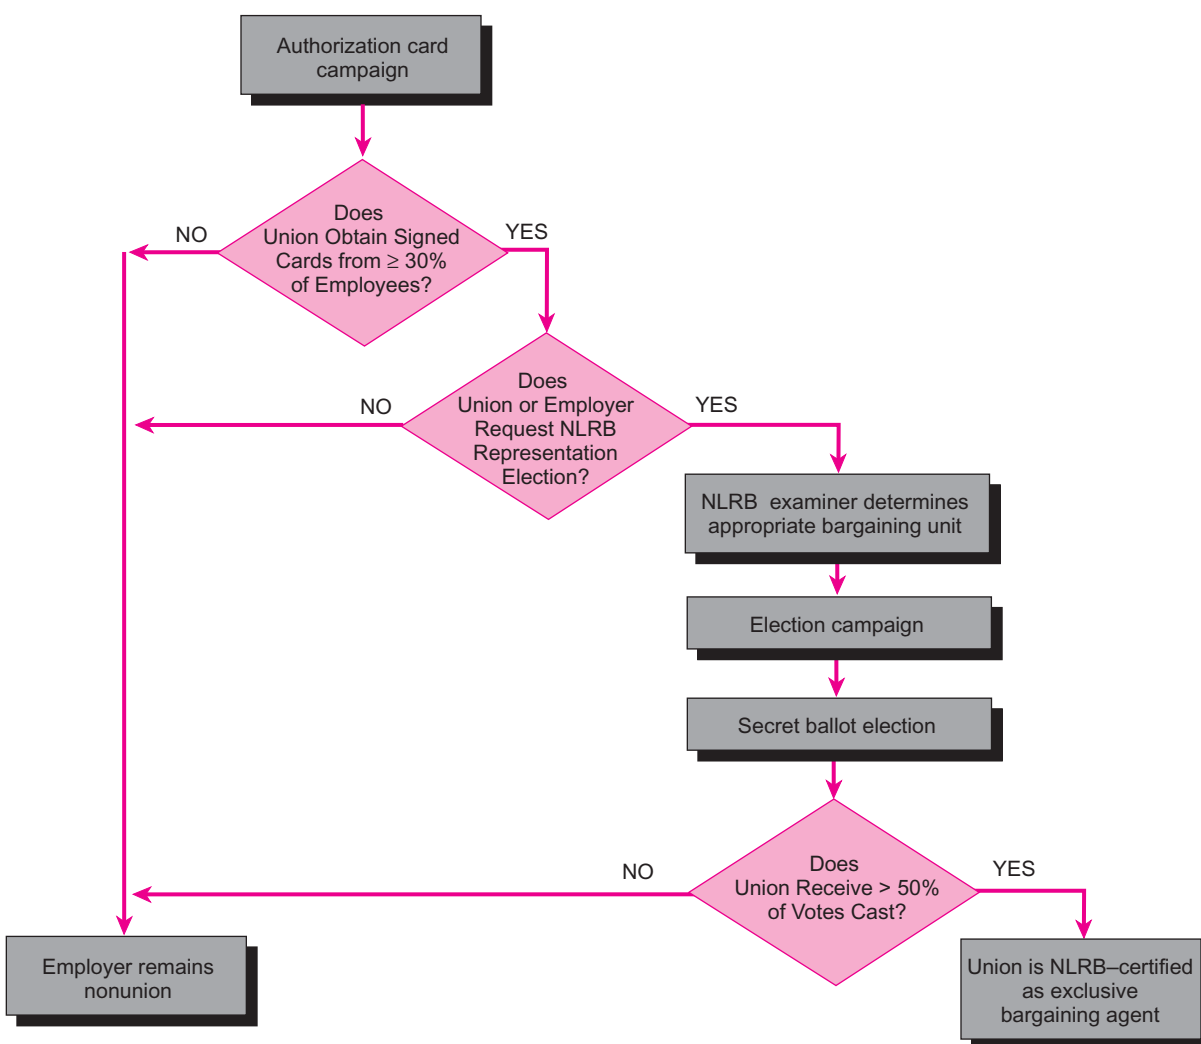 Authorization card
campaign
Does
Union Obtain Signed
Cards from ≥ 30%
of Employees?
NO
YES
Does
Union or Employer
Request NLRB
Representation
Election?
NO
YES
NLRB examiner determines
appropriate bargaining unit
Election campaign
Secret ballot election
Does
Union Receive > 50%
of Votes Cast?
NO
YES
Employer remains
nonunion
Union is NLRB–certified
as exclusive
bargaining agent